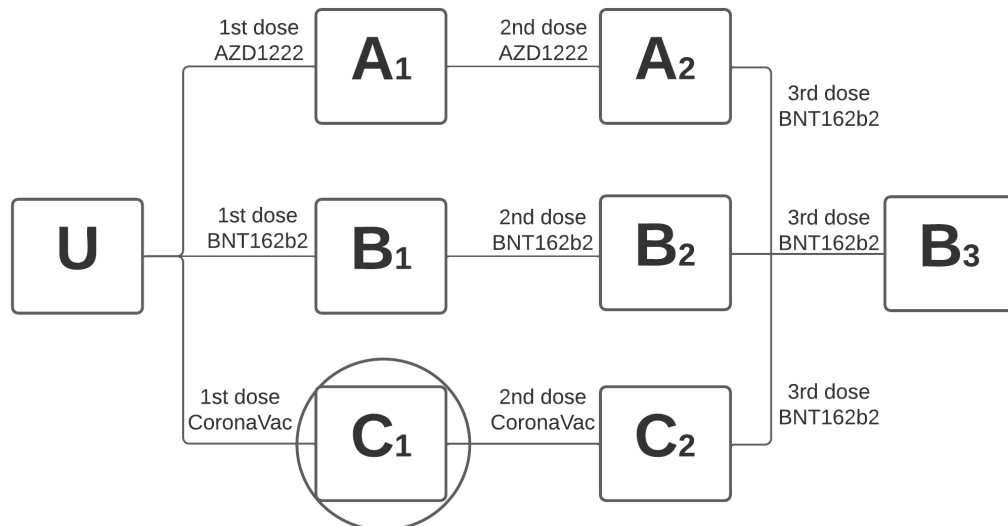 1st dose
AZD1222
A1
2nd dose
AZD1222
A2
3rd dose
BNT162b2
U
1st dose
BNT162b2
B1
2nd dose
BNT162b2
B2
3rd dose
BNT162b2
B3
1st dose
CoronaVac
C1
2nd dose
CoronaVac
C2
3rd dose
BNT162b2